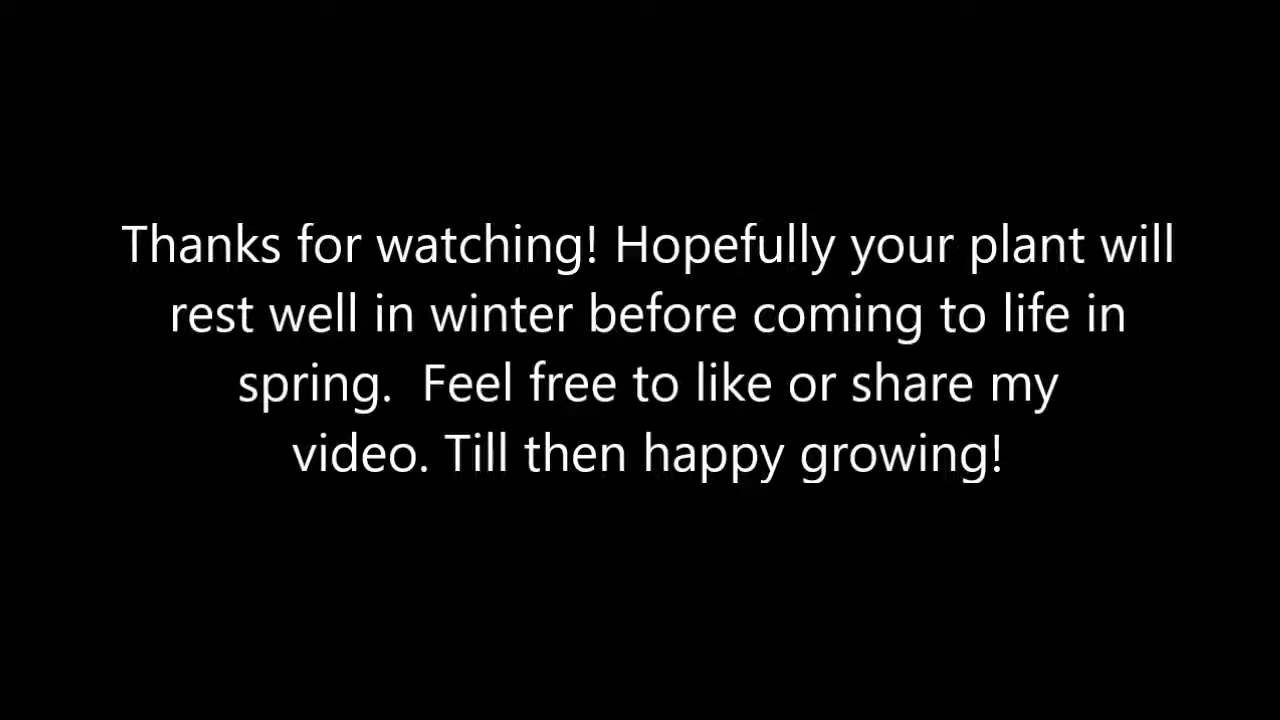 Thanks for watching! Hopefully your plant will
rest well in winter before coming to life in
spring.  Feel free to like or share my
video. Till then happy growing!